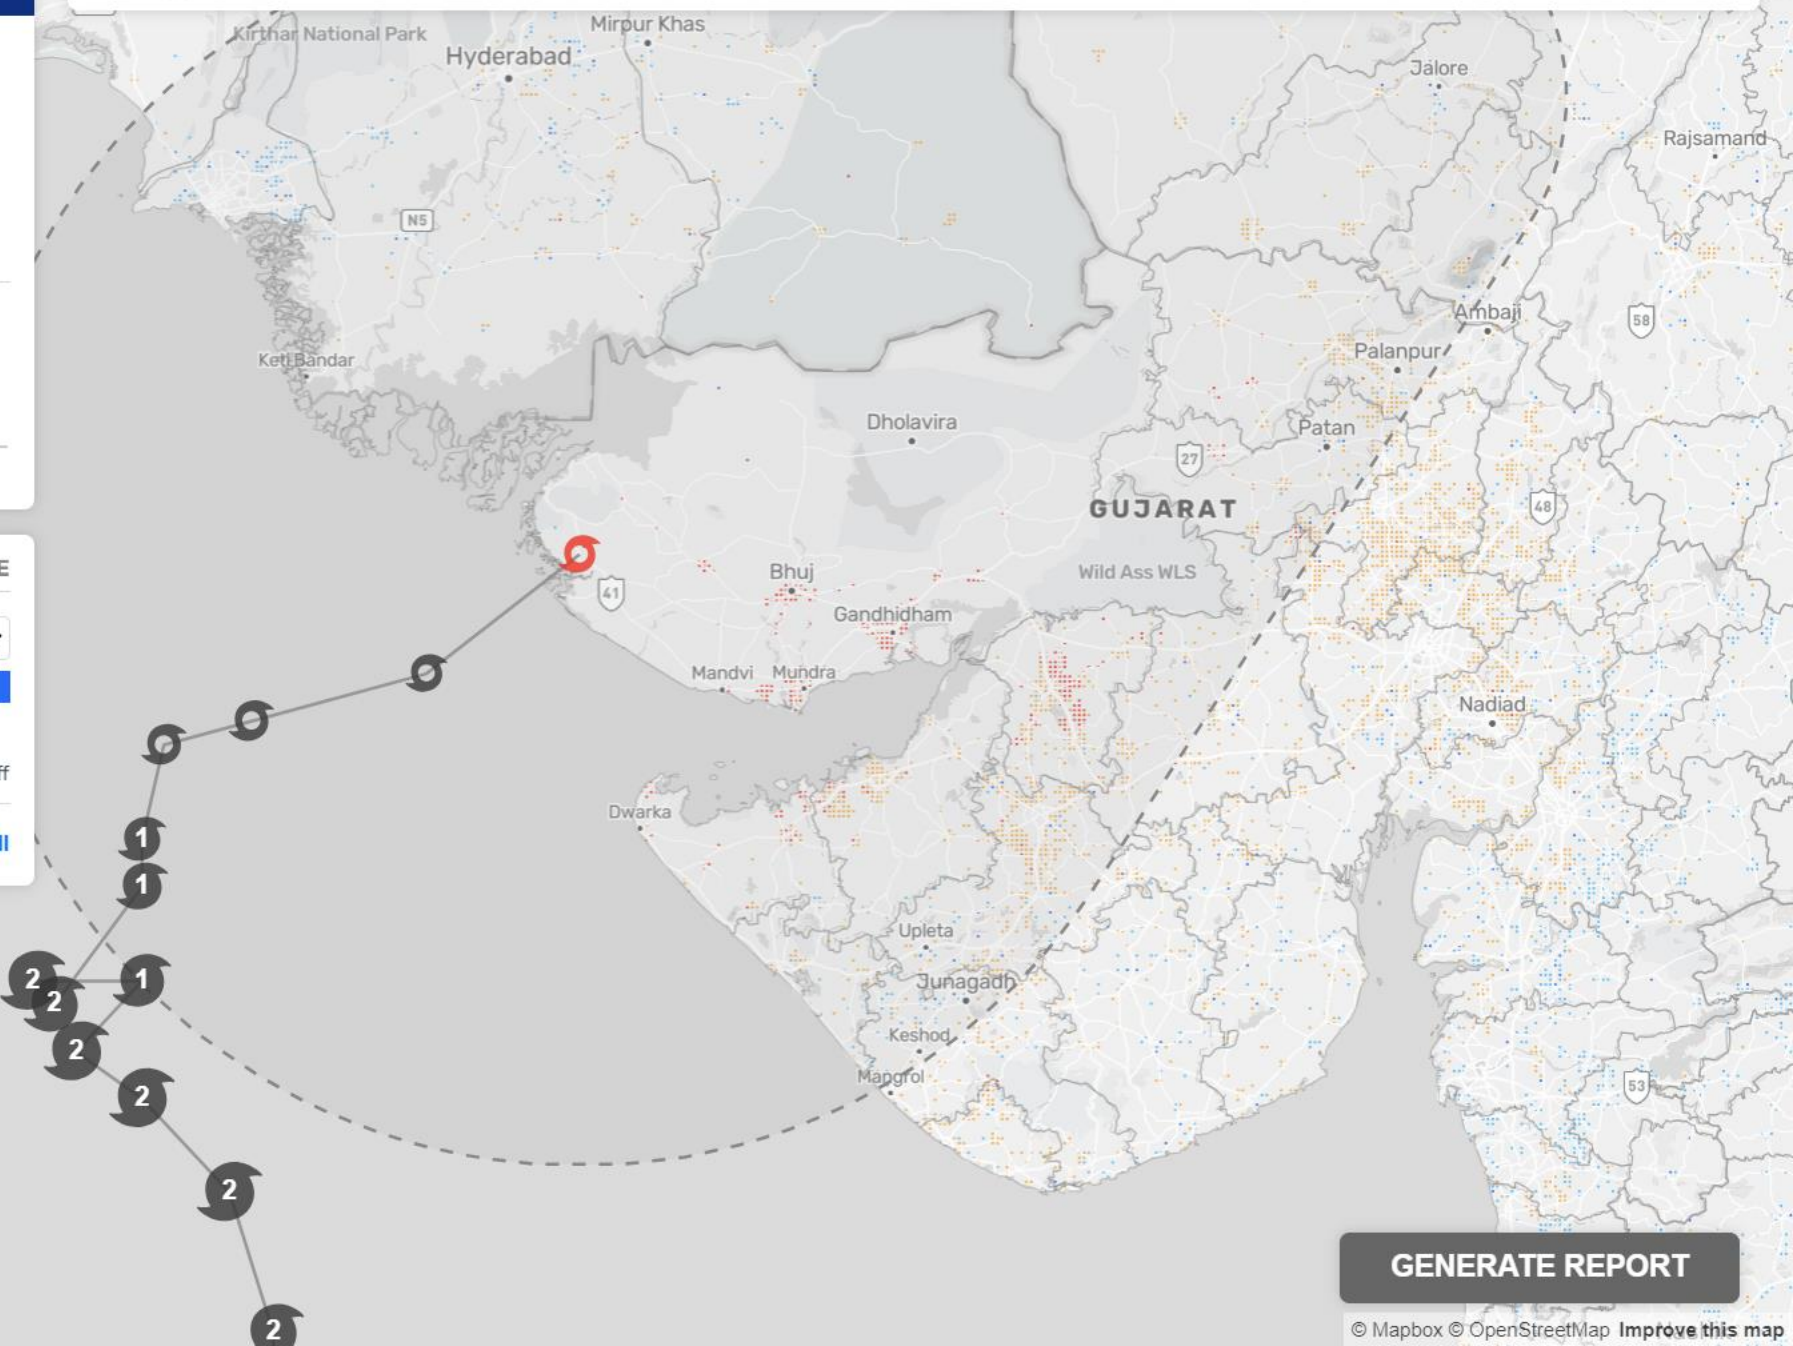 Kirthar National Park
Mirpur Khas
Hyderabad
Jalore
Rajsamand
N5
Ambaji
58
Palanpur
Keti Bandar
Dholavira
Patan
27
GUJARAT
48
E
Bhuj
Wild Ass WLS
41
Gandhidham
Mandvi
Mundra
Nadiad
Dwarka
1
1
Upleta
2
1
Junagadh
2
Keshod
2
Mangrol
53
2
2
GENERATE REPORT
2
© Mapbox © OpenStreetMap Improve this map